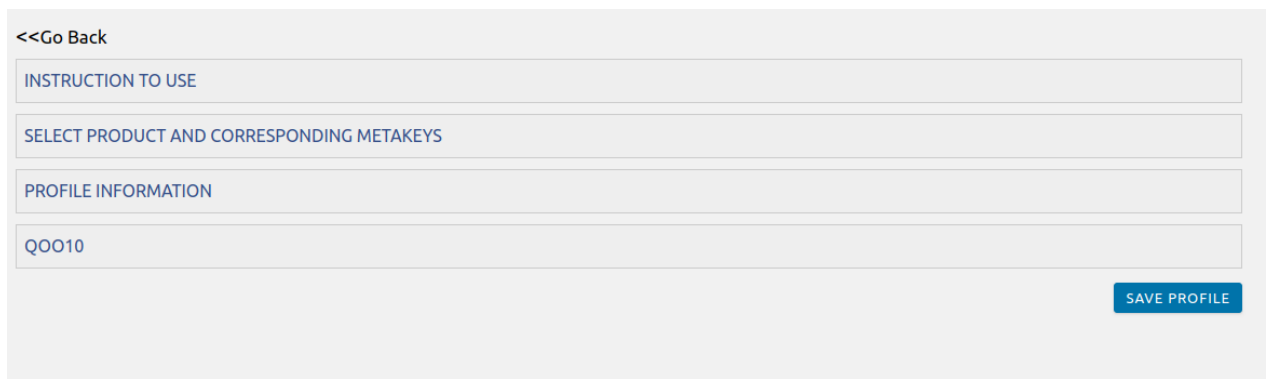 <<Go Back
INSTRUCTION TO USE
SELECT PRODUCT AND CORRESPONDING METAKEYS
PROFILE INFORMATION
QOO10
SAVE PROFILE